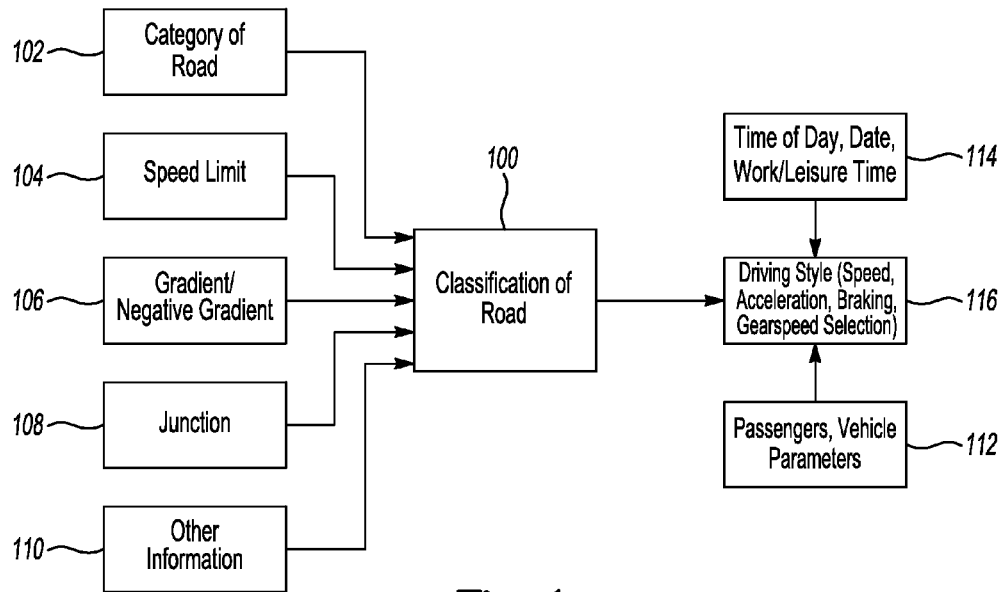 102
Category of
Road
104
Speed Limit
106
Gradient/
Negative Gradient
108
Junction
110
Other
Information
100
Classification of
Road
Time of Day, Date,
Work/Leisure Time
114
Driving Style (Speed,
Acceleration, Braking,
Gearspeed Selection)
116
Passengers, Vehicle
Parameters
112